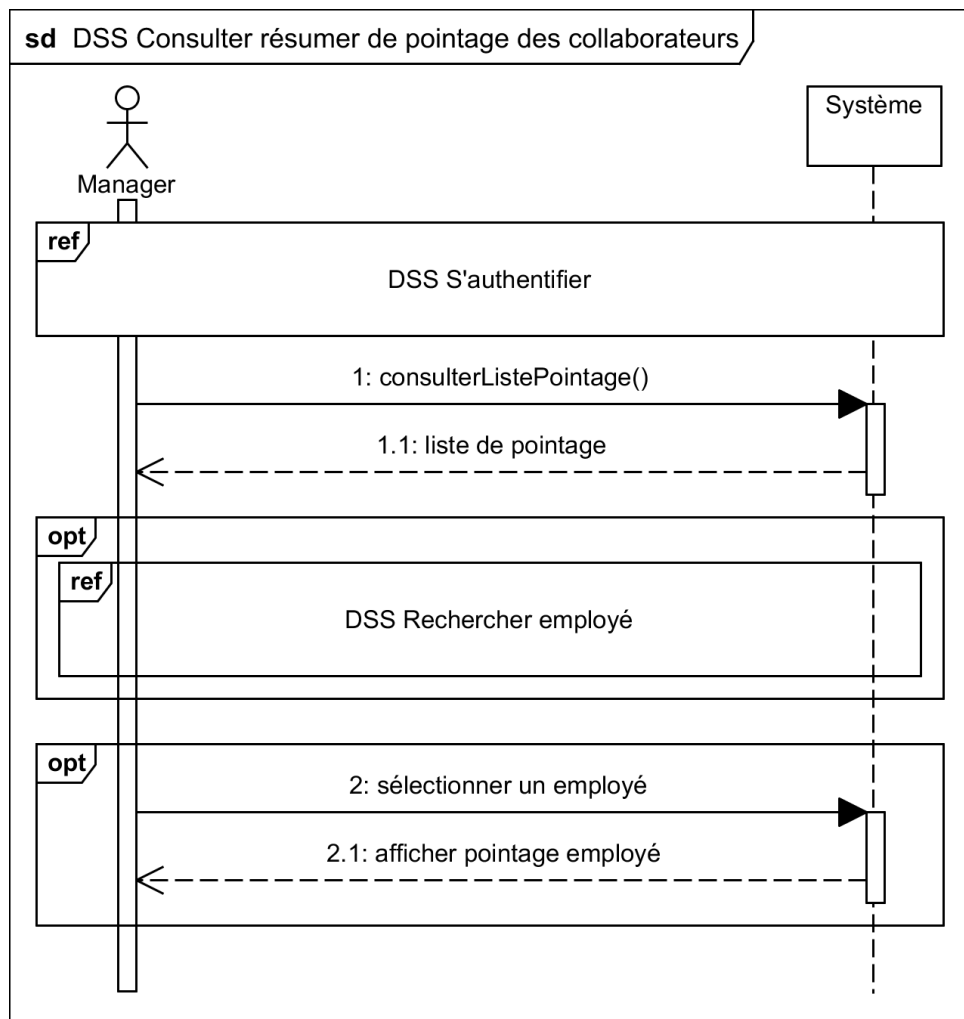 sd DSS Consulter résumer de pointage des collaborateurs
Système
Manager
ref
DSS S'authentifier
1: consulterListePointage()
1.1: liste de pointage
opt
ref
DSS Rechercher employé
opt
2: sélectionner un employé
2.1: afficher pointage employé